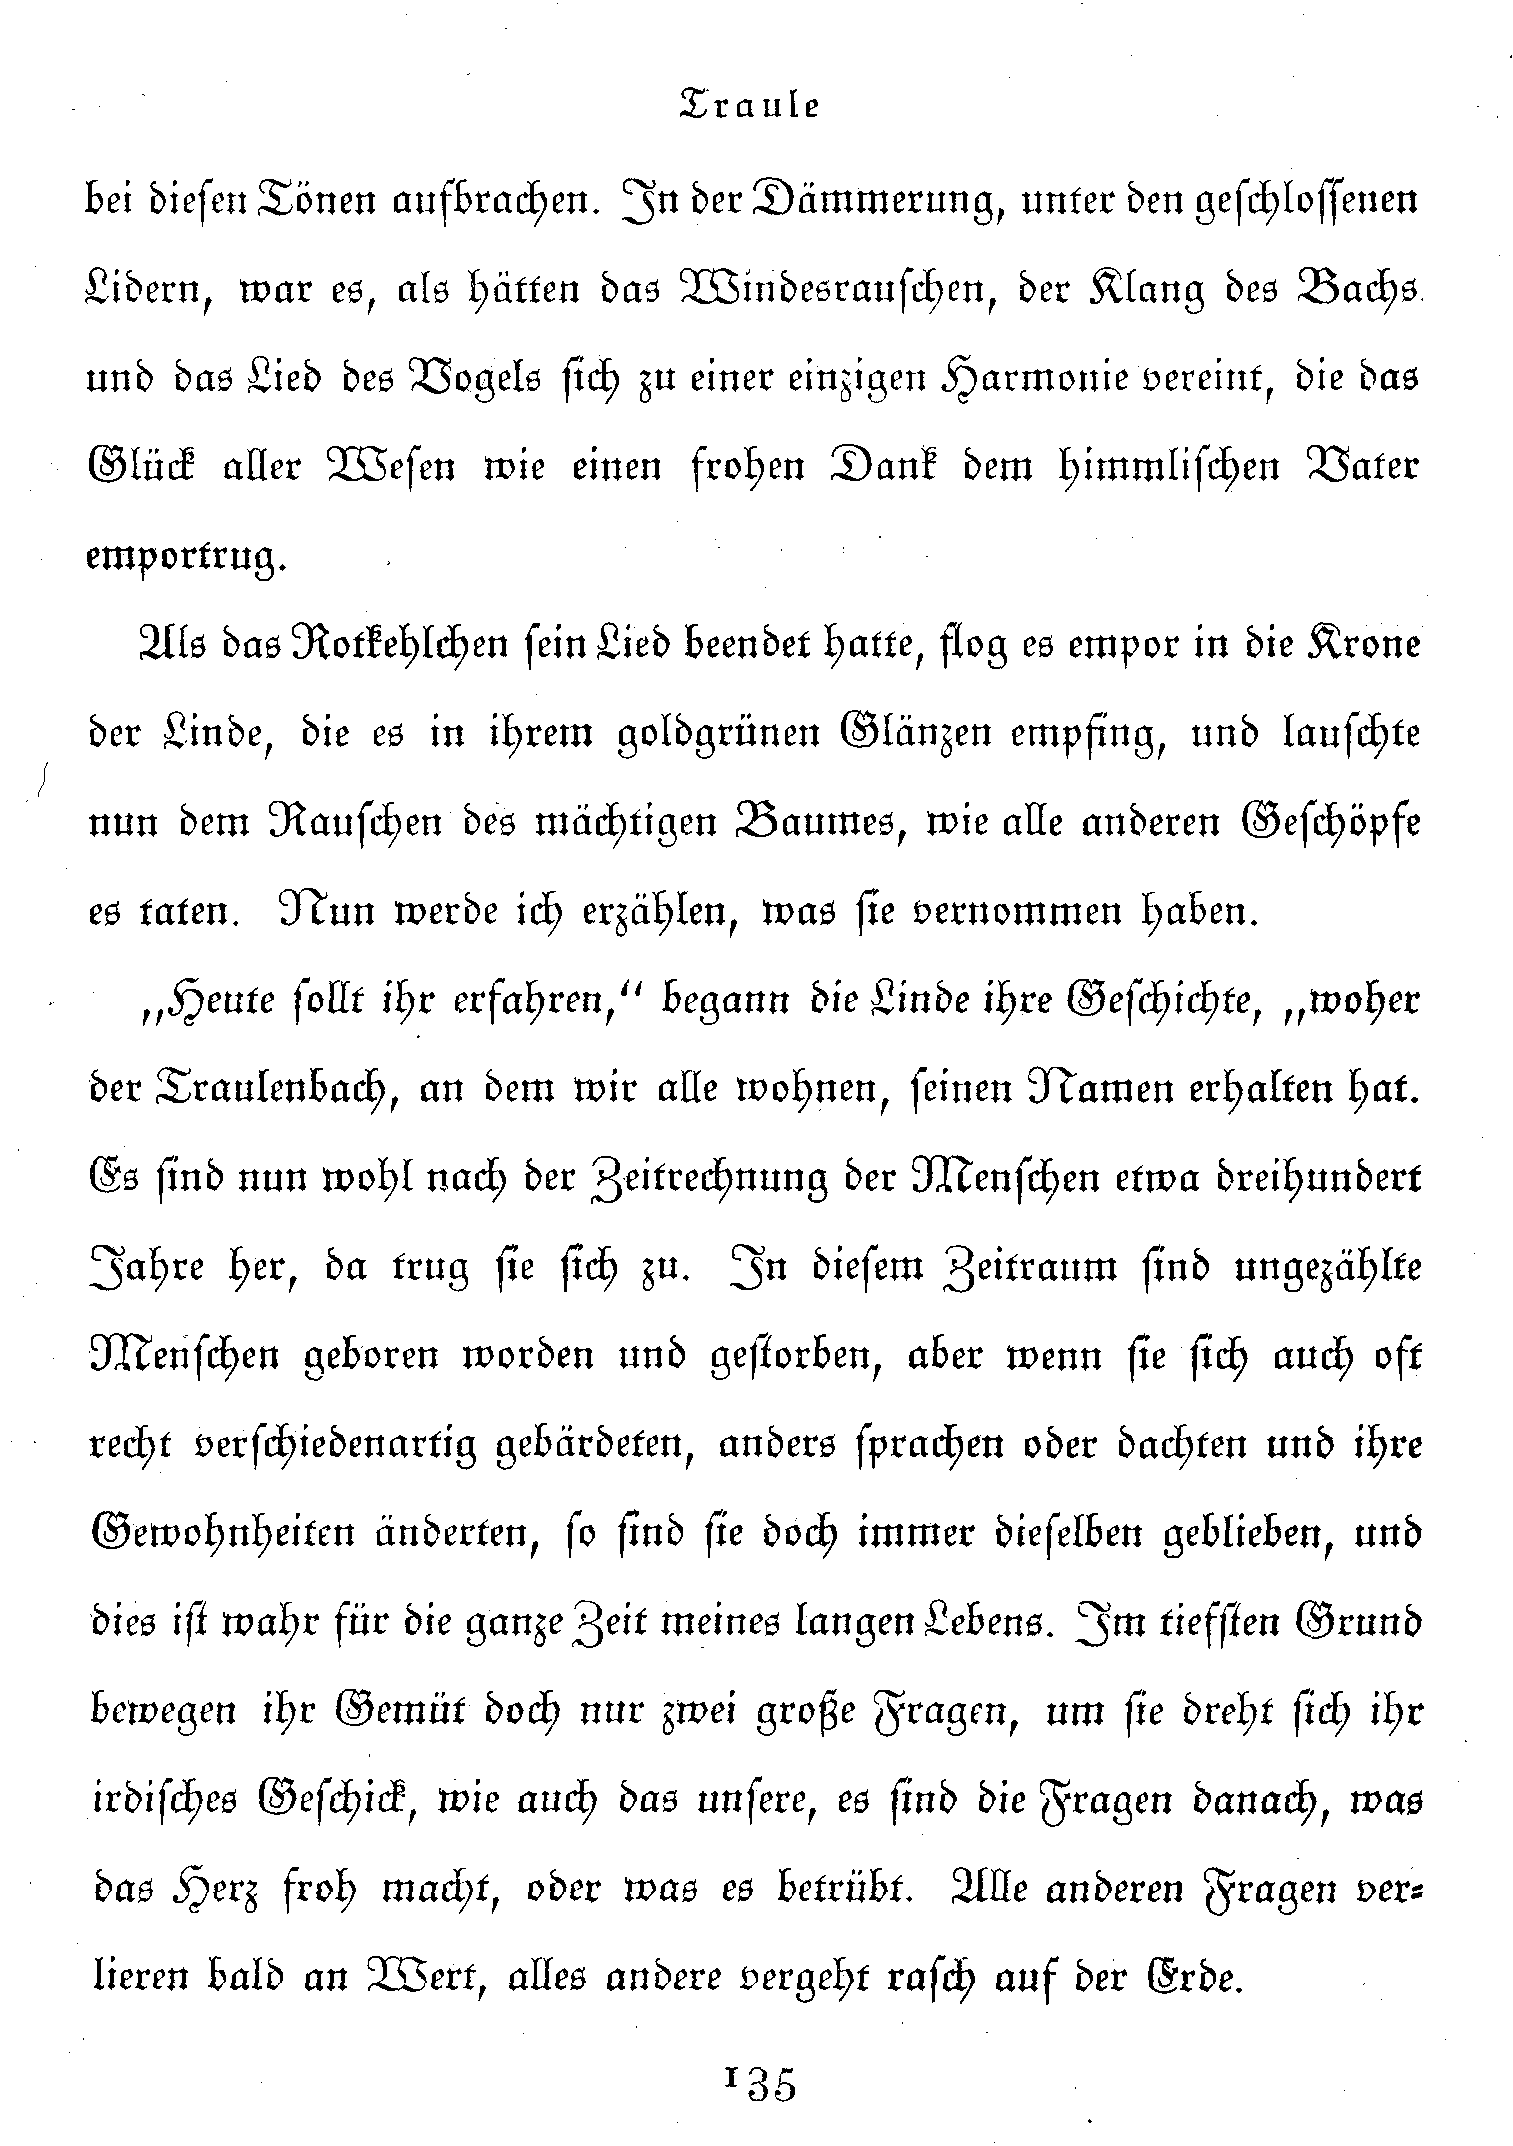 Traule
bei diesen Tönen aufbrachen. In der Dämmerung, unter den geschlossenen
Lidern, war es, als hätten das Windesrauschen, der Klang des Bachs
und das Lied des Vogels sich zu einer einzigen Harmonie vereint, die das
Glück aller Wesen wie einen frohen Dank dem himmlischen Vater
emportrug.
Als das Rotkehlchen sein Lied beendet hatte, flog es empor in die Krone
der Linde, die es in ihrem goldgrünen Glänzen empfing, und lauschte
nun dem Rauschen des mächtigen Baumes, wie alle anderen Geschöpfe
es taten. Nun werde ich erzählen, was sie vernommen haben.
„Heute sollt ihr erfahren,“ begann die Linde ihre Geschichte, „woher
der Traulenbach, an dem wir alle wohnen, seinen Namen erhalten hat.
Es sind nun wohl nach der Zeitrechnung der Menschen etwa dreihundert
Jahre her, da trug sie sich zu. In diesem Zeitraum sind ungezählte
Menschen geboren worden und gestorben, aber wenn sie sich auch oft
recht verschiedenartig gebärdeten, anders sprachen oder dachten und ihre
Gewohnheiten änderten, so sind sie doch immer dieselben geblieben, und
dies ist wahr für die ganze Zeit meines langen Lebens. Im tiefsten Grund
bewegen ihr Gemüt doch nur zwei große Fragen, um sie dreht sich ihr
irdisches Geschick, wie auch das unsere, es sind die Fragen danach, was
das Herz froh macht, oder was es betrübt. Alle anderen Fragen ver-
lieren bald an Wert, alles andere vergeht rasch auf der Erde.
135